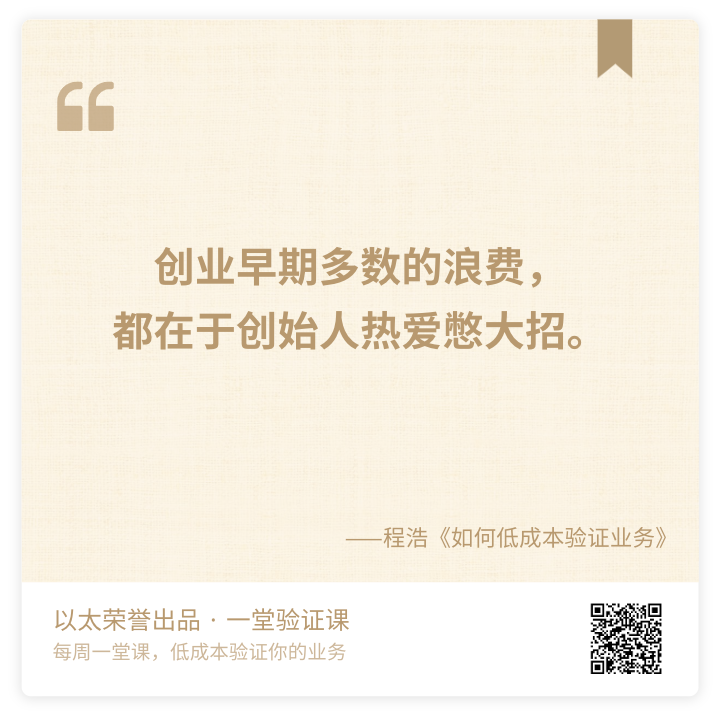 创业早期多数的浪费，
都在于创始人热爱憋大招。
——程浩《如何低成本验证业务》
以太荣誉出品 · 一堂验证课
每周一堂课，低成本验证你的业务